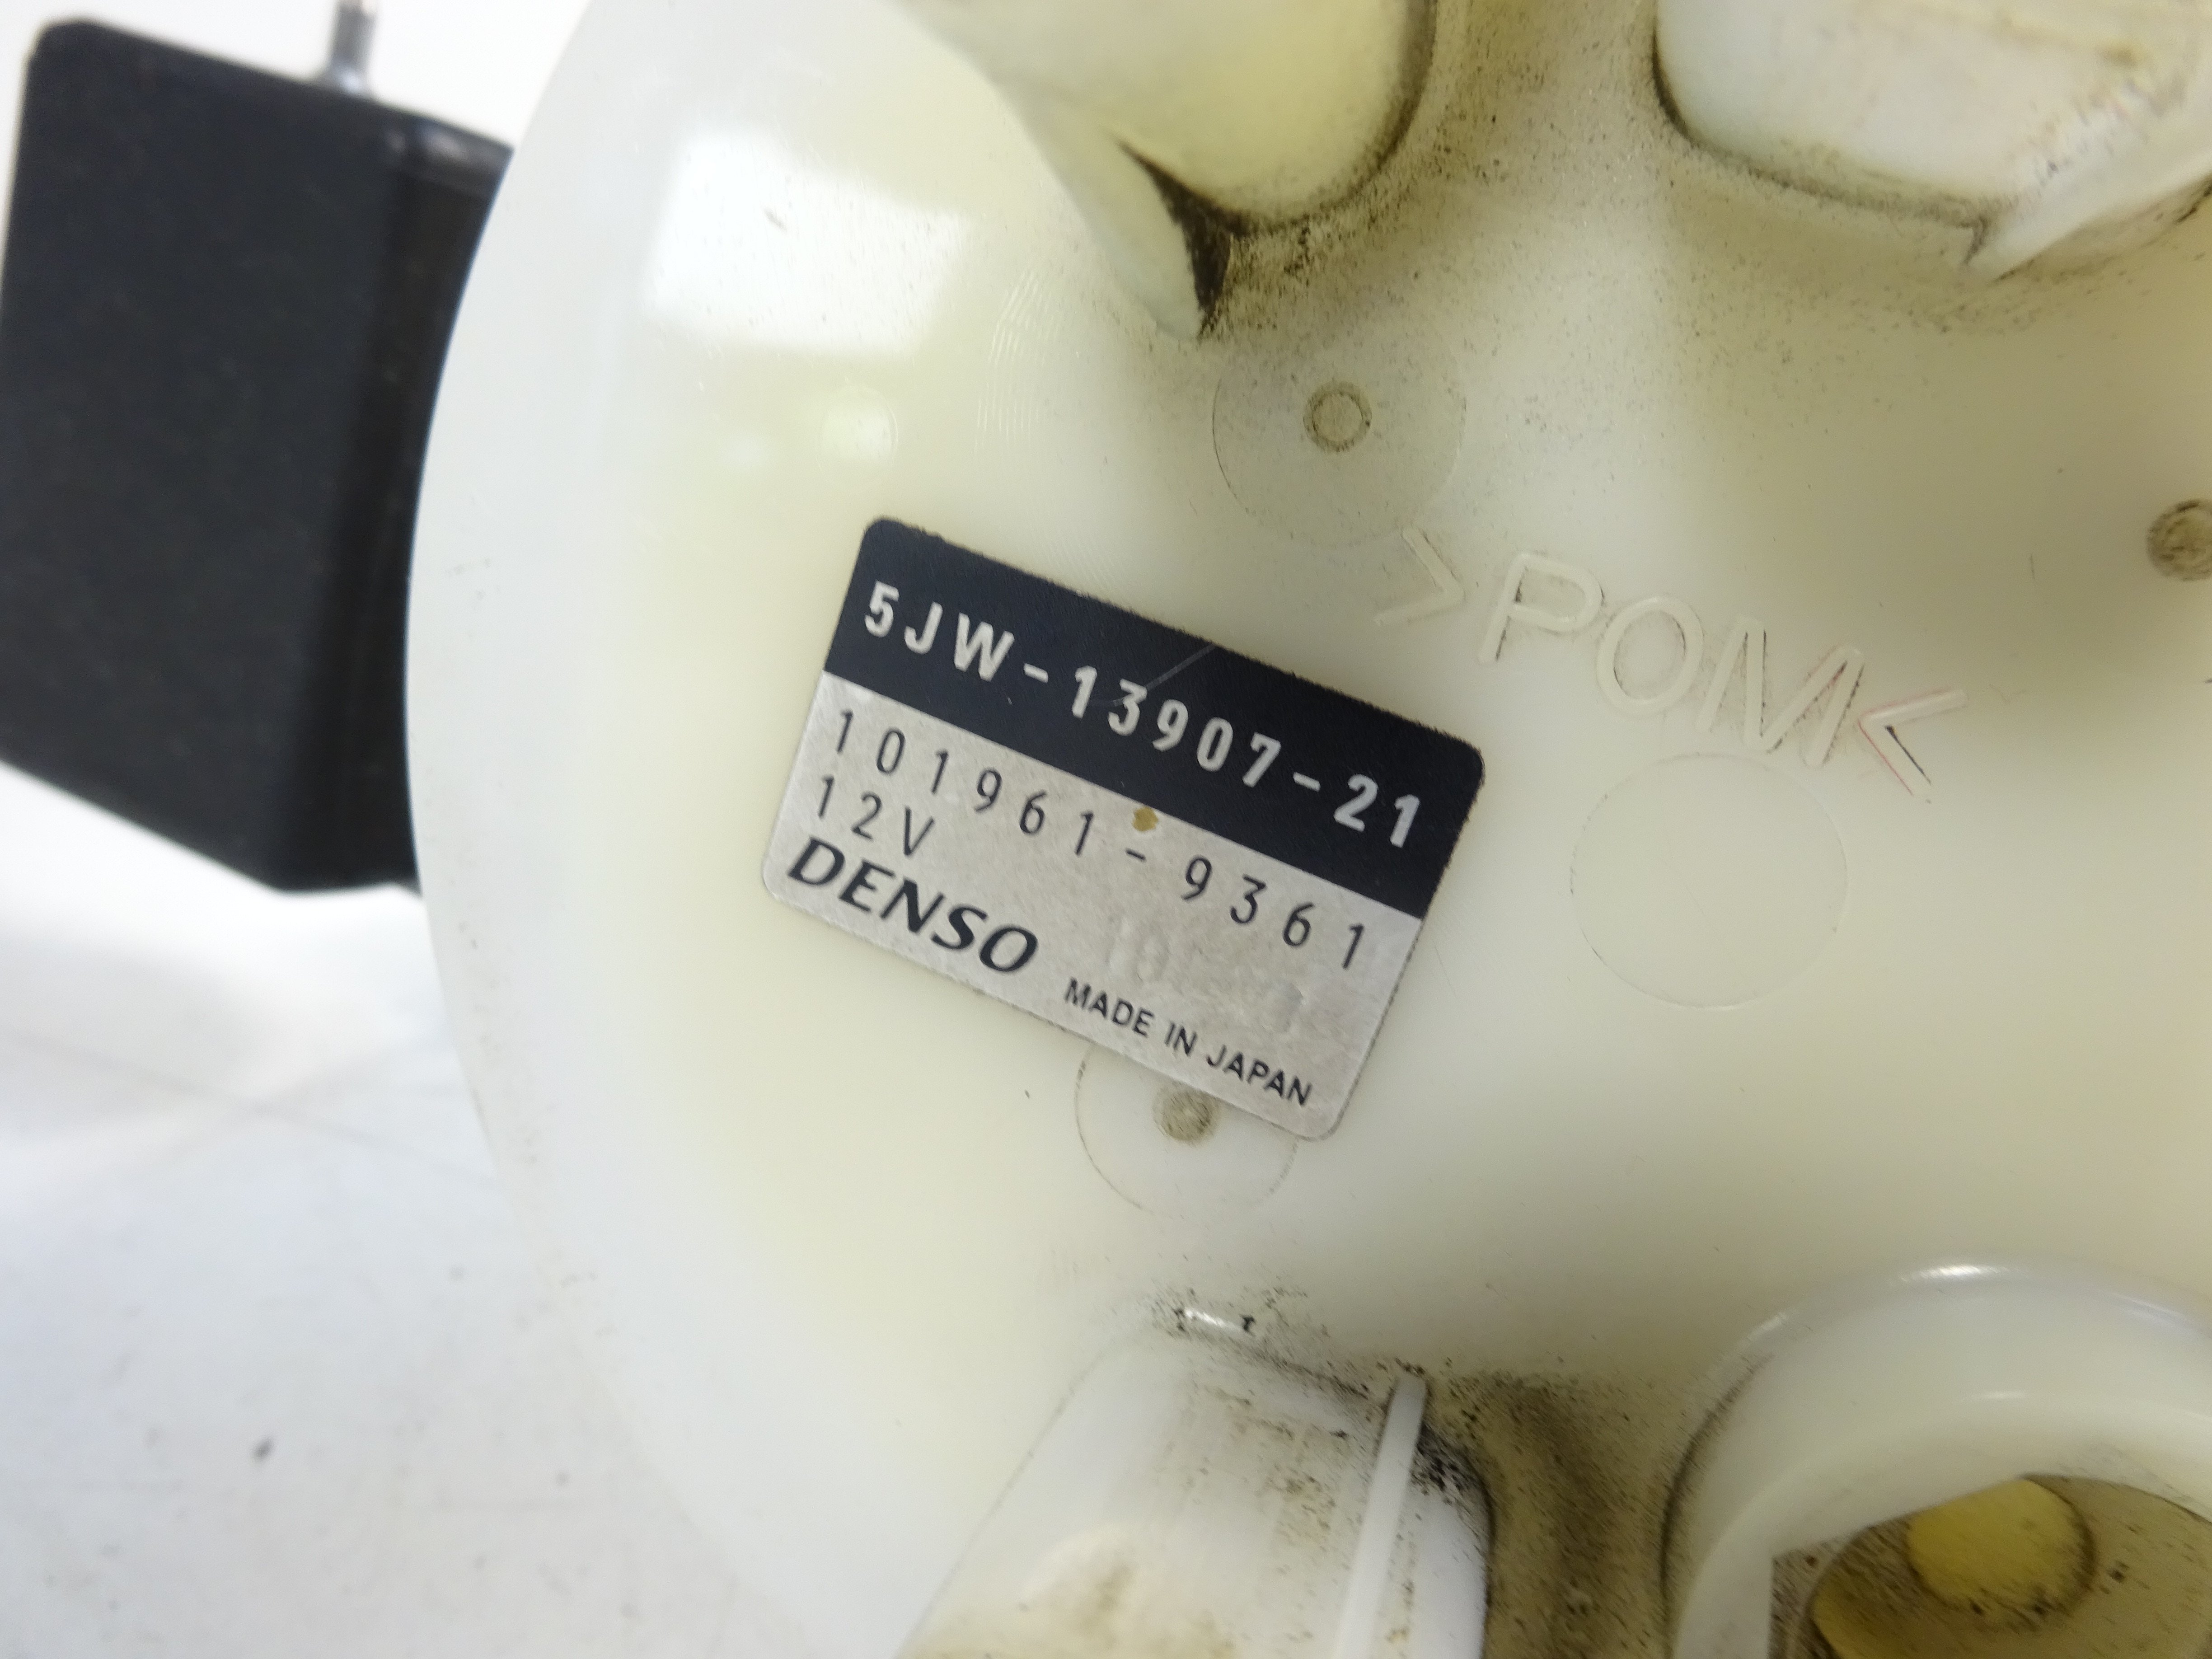 >POM<
5JW-13907-21
101961-9361
12V
DENSO MADE IN JAPAN